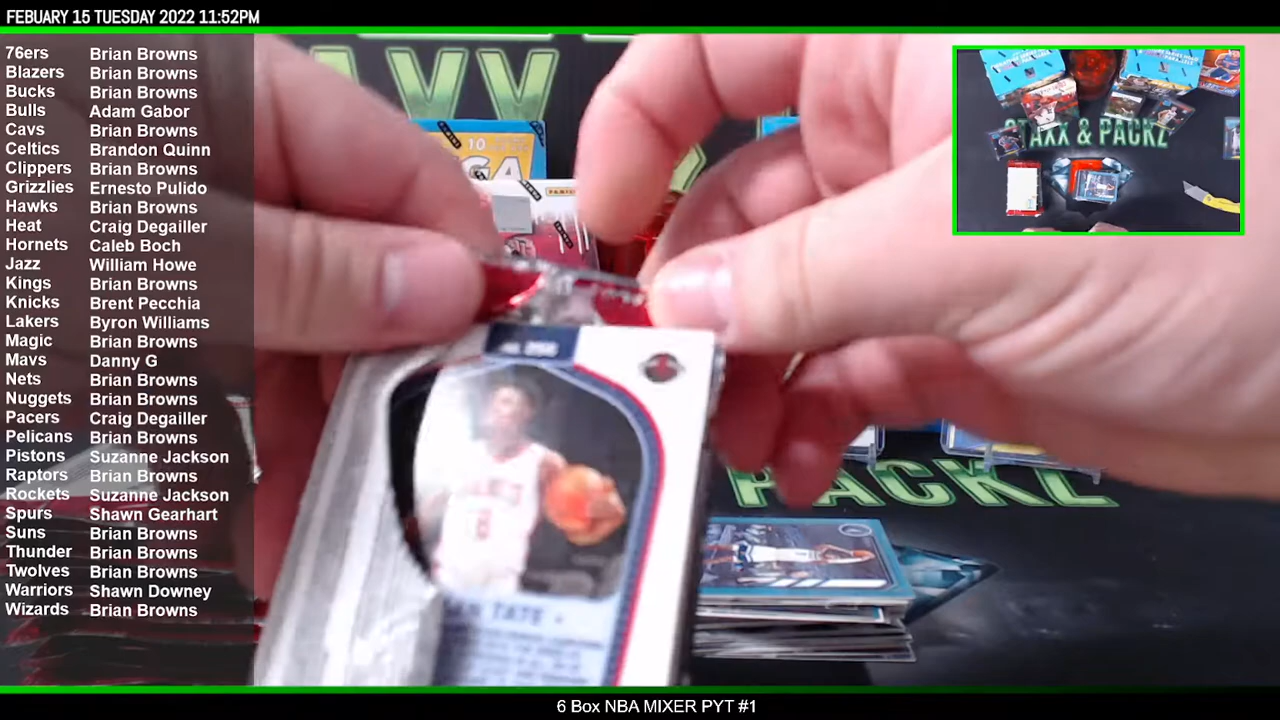 FEBUARY 15 TUESDAY 2022 11:52PM
76ers Brian Browns
Blazers Brian Browns
Bucks Brian Browns
Bulls Adam Gabor
Cavs Brian Browns
Celtics Brandon Quinn
Clippers Brian Browns
Grizzlies Ernesto Pulido
Hawks Brian Browns
Heat Craig Degailler
Hornets Caleb Boch
Jazz William Howe
Kings Brian Browns
Knicks Brent Pecchia
Lakers Byron Williams
Magic Brian Browns
Mavs Danny G
Nets Brian Browns
Nuggets Brian Browns
Pacers Craig Degailler
Pelicans Brian Browns
Pistons Suzanne Jackson
Raptors Brian Browns
Rockets Suzanne Jackson
Spurs Shawn Gearhart
Suns Brian Browns
Thunder Brian Browns
Twolves Brian Browns
Warriors Shawn Downey
Wizards Brian Browns
STAXX & PACKZ
10
PANINI
8
TATE
PACKZ
6 Box NBA MIXER PYT #1